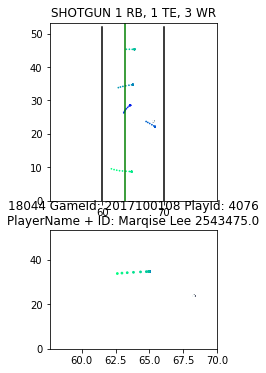 SHOTGUN 1 RB, 1 TE, 3 WR
50
40
30
20
10
0
60
70
18044 GameId: 2017100108 PlayId: 4076
PlayerName + ID: Marqise Lee 2543475.0
40
20
0
60.0 62.5 65.0 67.5 70.0